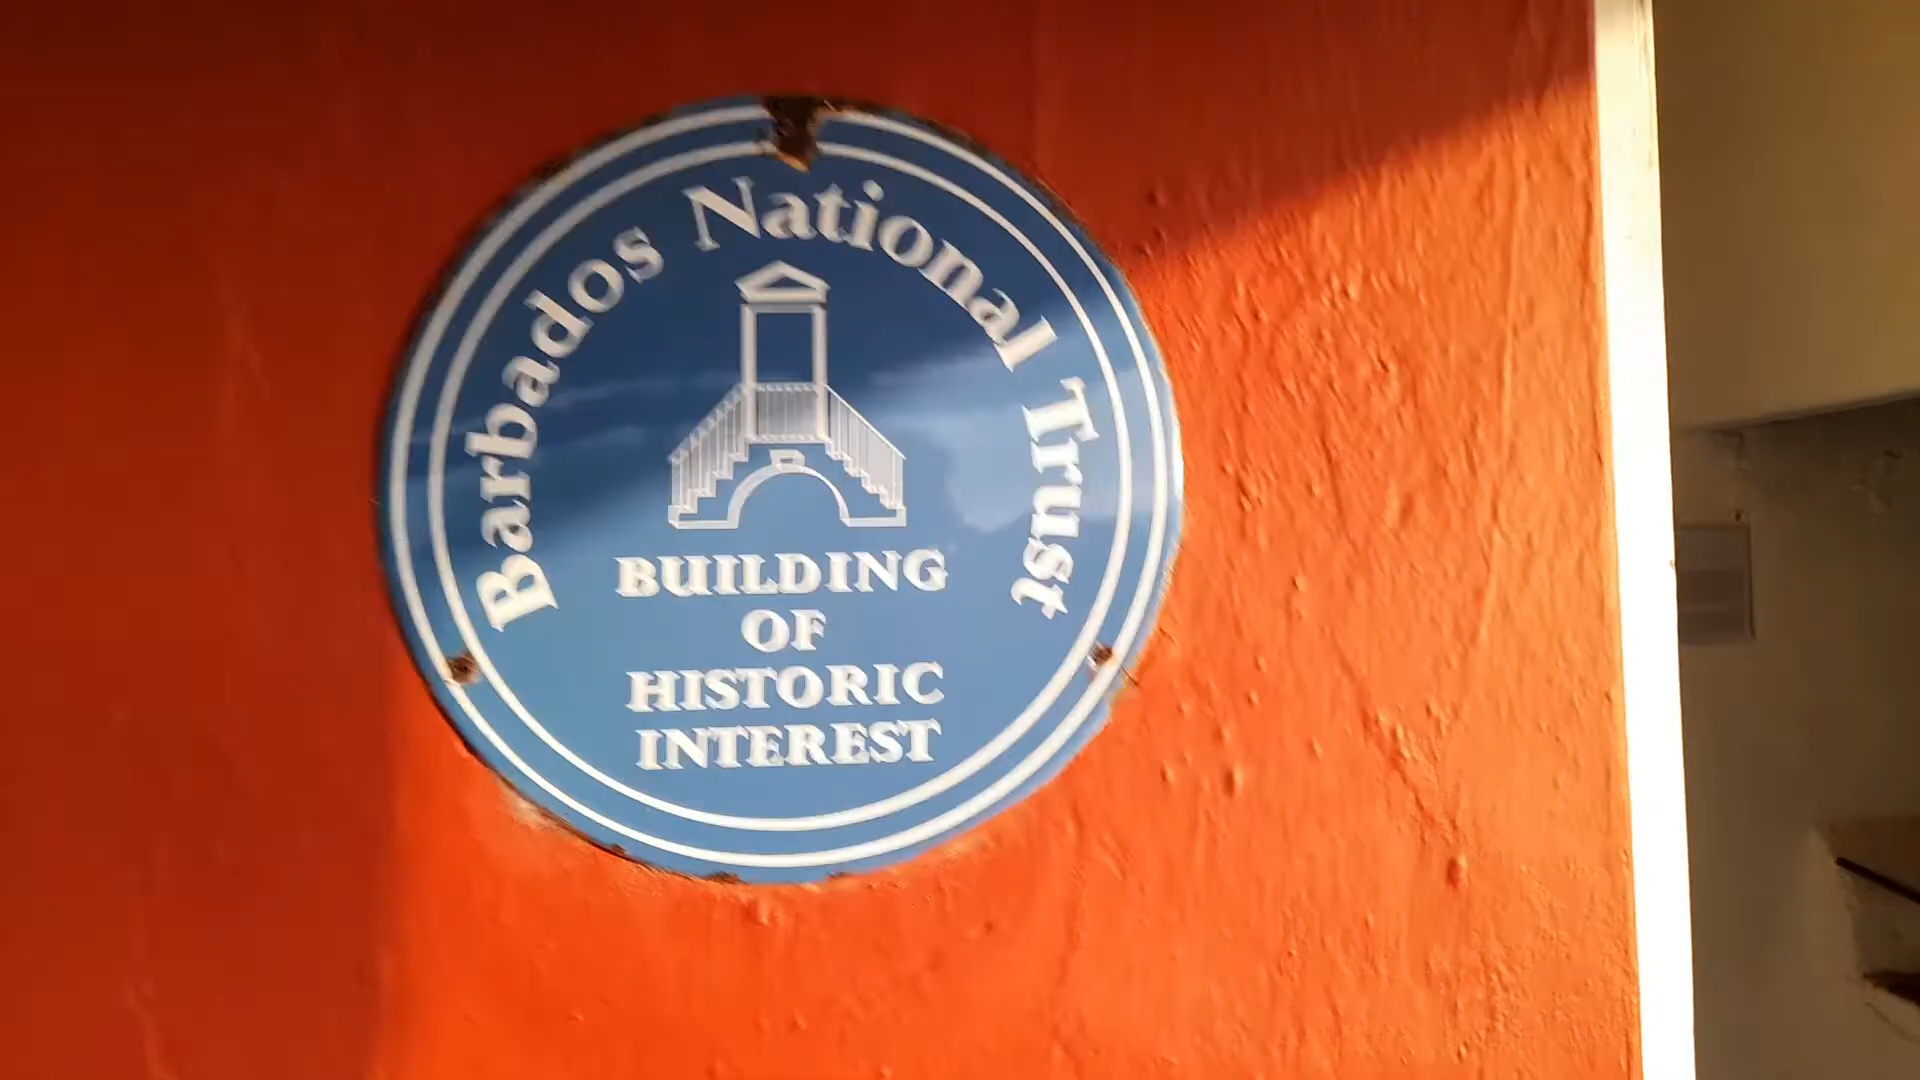 Barbados National Trust
BUILDING
OF
HISTORIC
INTEREST